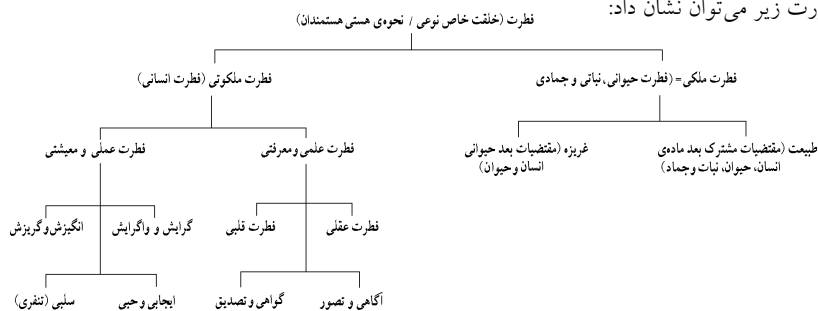 رت زیر می‌توان نشان داد:
فطرت (خلقت خاص نوعی / نحوه‌ی هستی هستمندان)
فطرت ملکی= (فطرت حیوانی، نباتی و جمادی
فطرت ملکوتی (فطرت انسانی)
طبیعت (مقتضیات مشترک بعد ماده‌ی
انسان، حیوان، نبات و جماد)
غریزه (مقتضیات بعد حیوانی
انسان و حیوان)
فطرت علمی و معرفتی
فطرت عملی و معیشتی
فطرت عقلی
فطرت قلبی
گرایش و واگرایش
انگیزش و گریزش
آگاهی و تصور
گواهی و تصدیق
ایجابی و حبی
سلبی (تنفری)